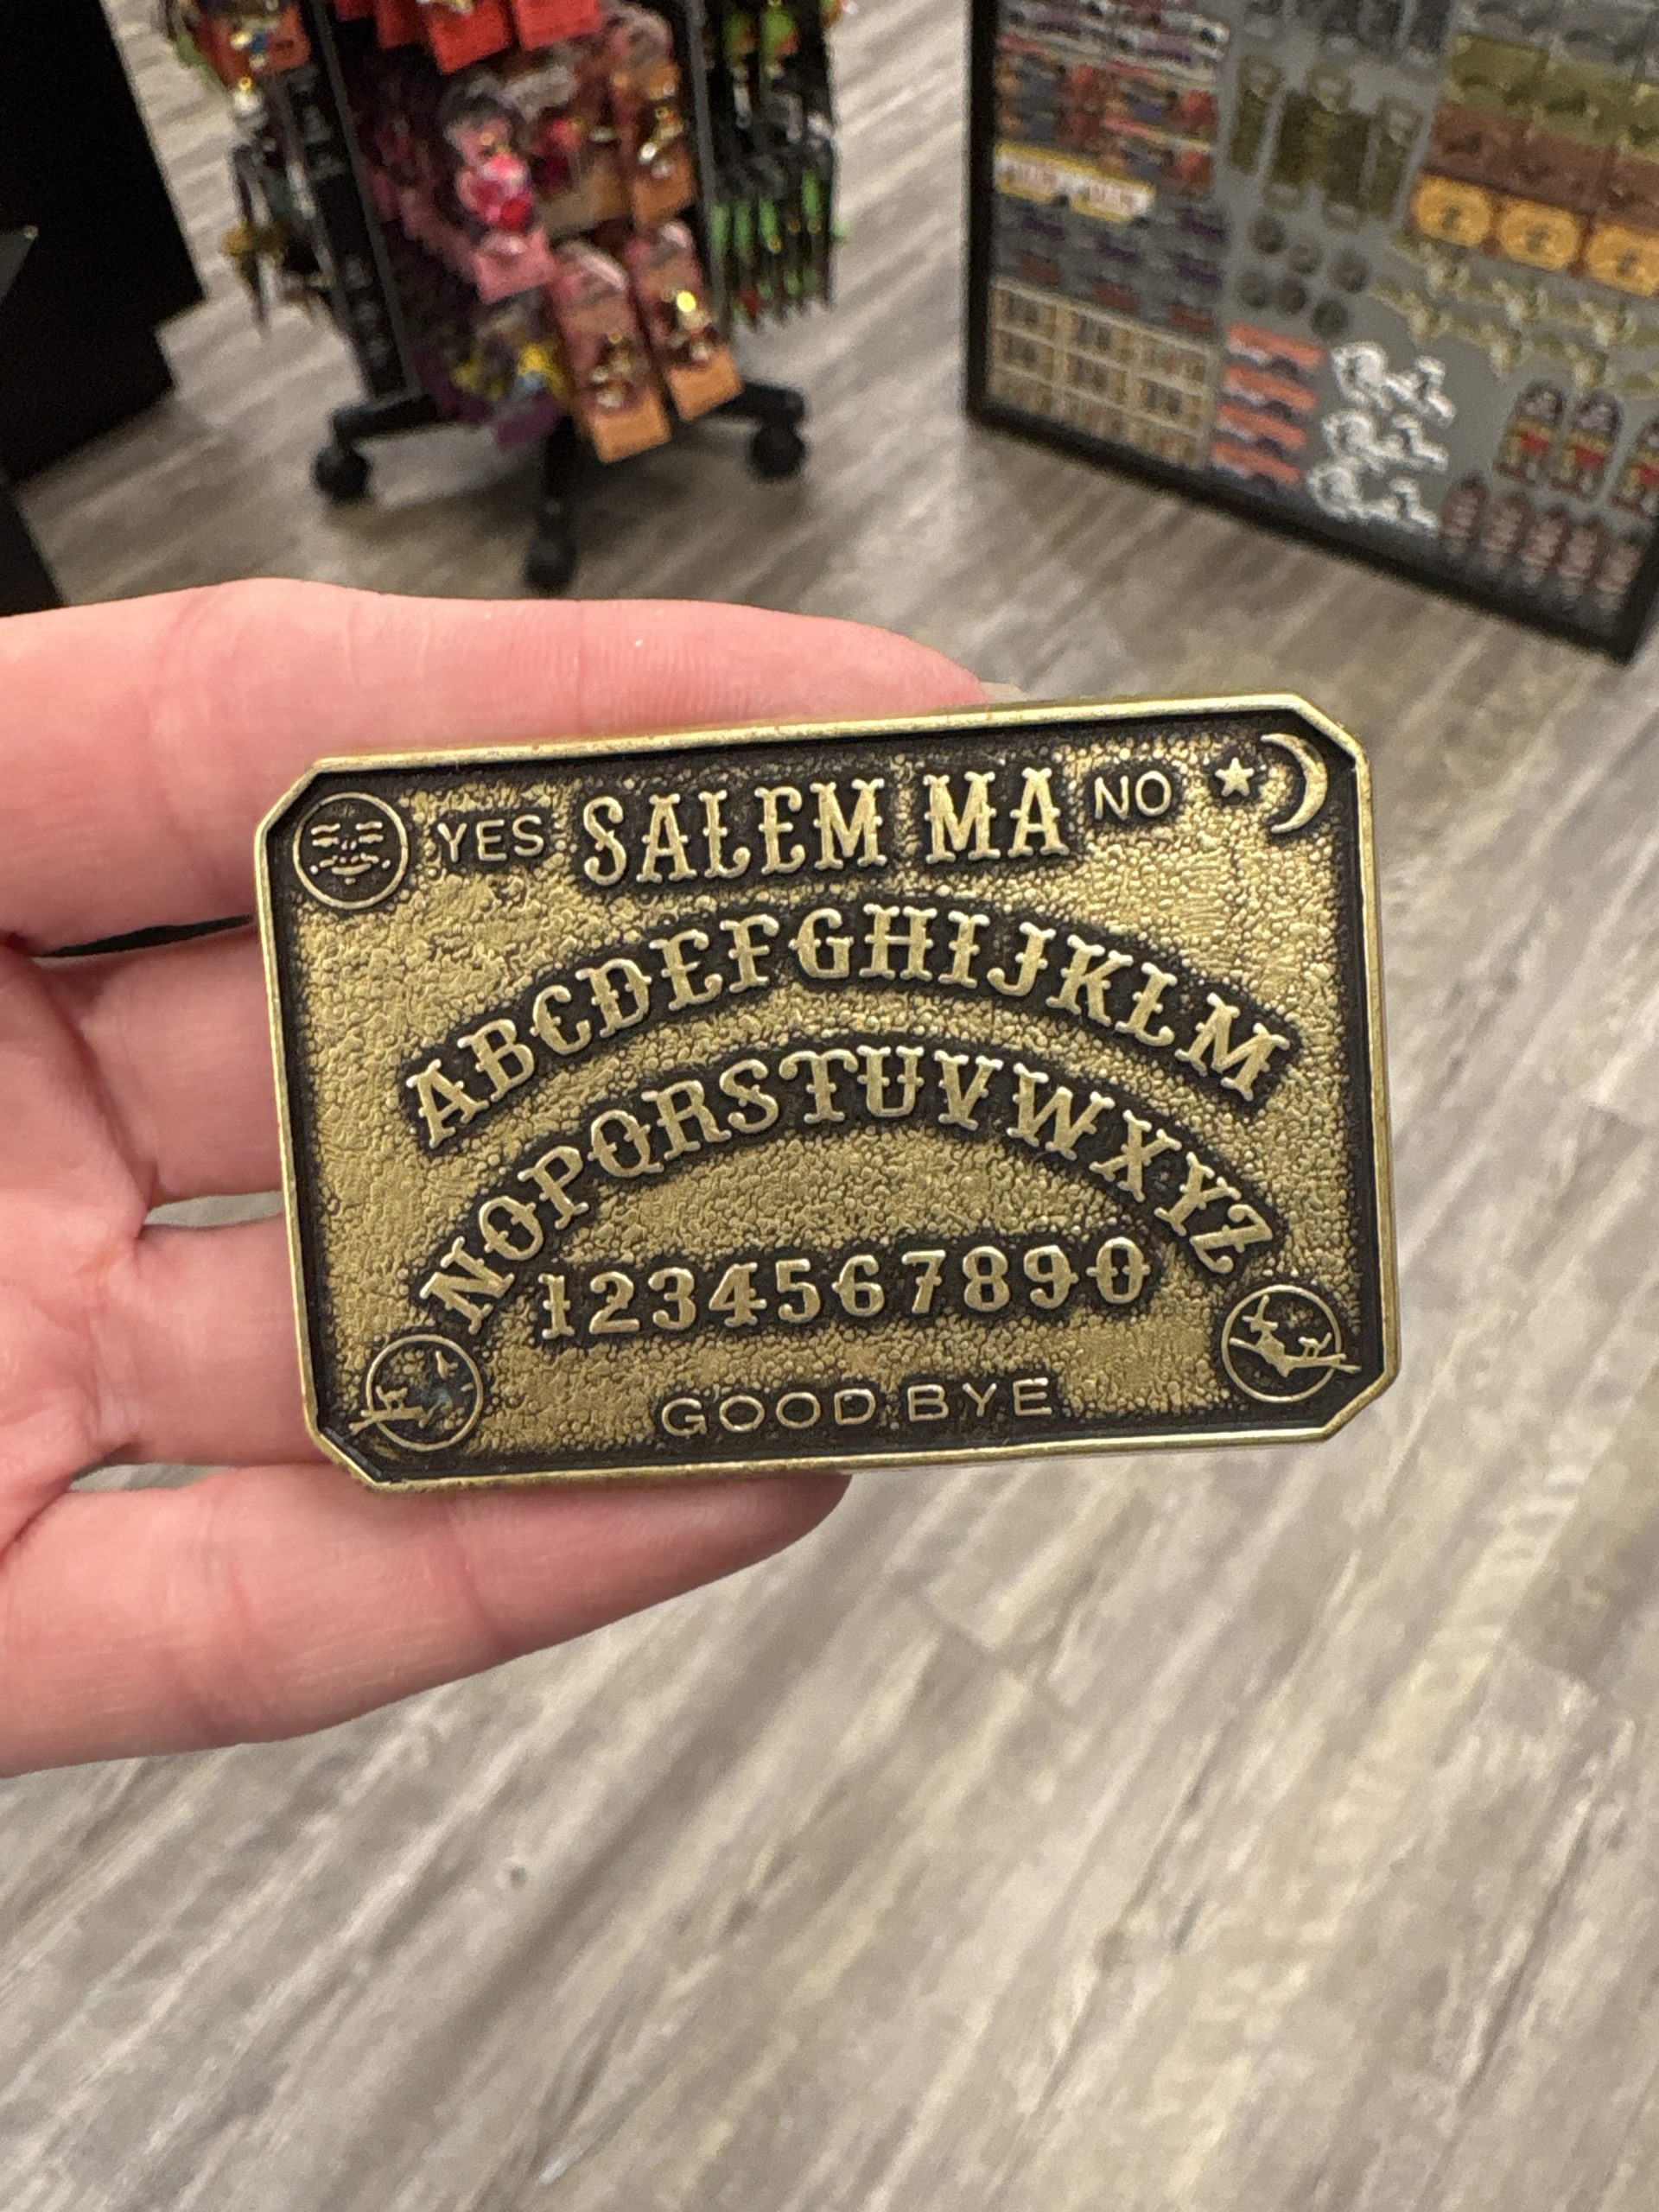 YES SALEM MA NO
ABCDEFGHIJKLM
NOPQRSTUVWXYZ
1234567890
GOOD BYE